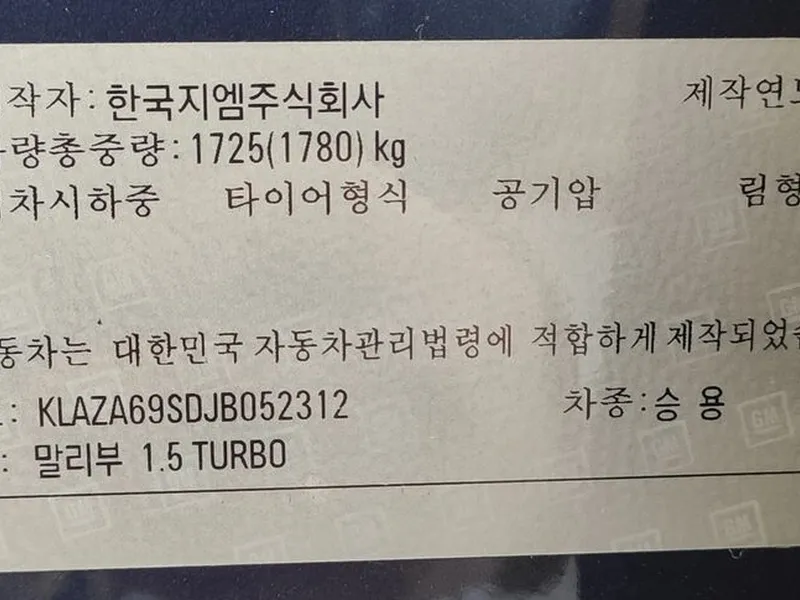 작자: 한국지엠주식회사 제작연도
량총중량: 1725(1780) kg
차시하중 타이어형식 공기압 림형
동차는 대한민국 자동차관리법령에 적합하게 제작되었
: KLAZA69SDJB052312 차종: 승 용
: 말리부 1.5 TURBO